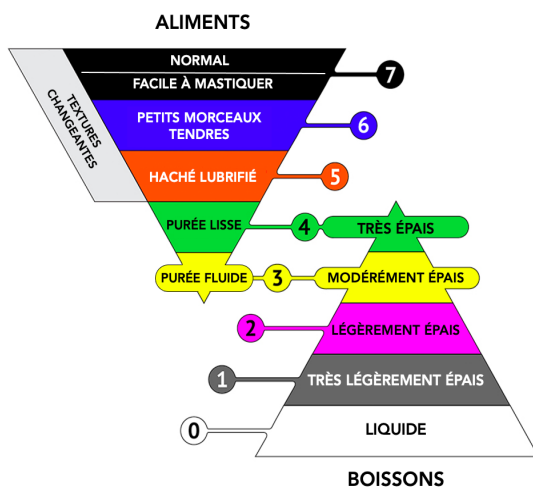 ALIMENTS
NORMAL
FACILE À MASTIQUER
7
TEXTURES
CHANGEANTES
PETITS MORCEAUX
TENDRES
6
HACHÉ LUBRIFIÉ
5
PURÉE LISSE
4
TRÈS ÉPAIS
PURÉE FLUIDE
3
MODÉRÉMENT ÉPAIS
2
LÉGÈREMENT ÉPAIS
1
TRÈS LÉGÈREMENT ÉPAIS
0
LIQUIDE
BOISSONS